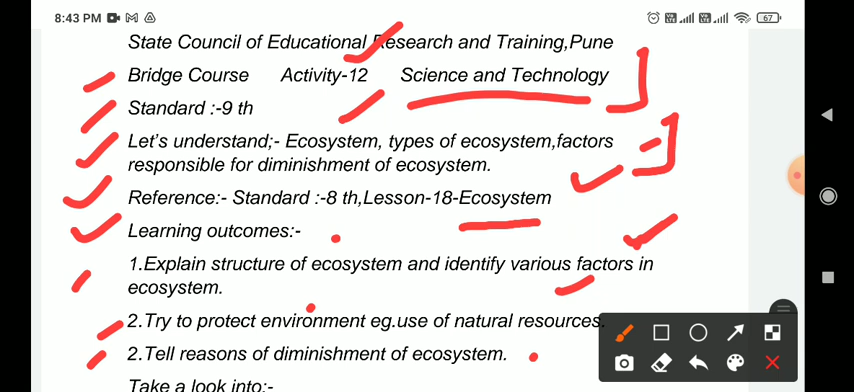 8:43 PM
67
State Council of Educational Research and Training,Pune
Bridge Course Activity-12 Science and Technology
Standard :-9 th
Let's understand;- Ecosystem, types of ecosystem,factors
responsible for diminishment of ecosystem.
Reference:- Standard :-8 th,Lesson-18-Ecosystem
Learning outcomes:-
1.Explain structure of ecosystem and identify various factors in
ecosystem.
2.Try to protect environment eg.use of natural resources.
2.Tell reasons of diminishment of ecosystem.
Take a look into:-